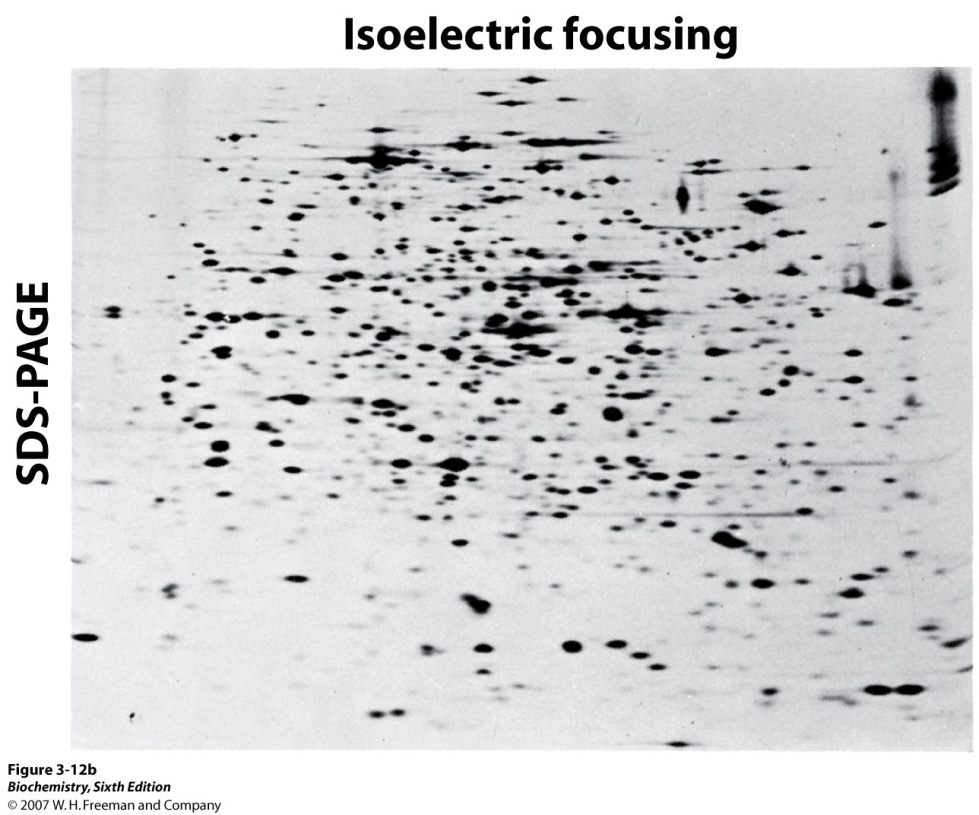 Isoelectric focusing
SDS-PAGE
Figure 3-12b
Biochemistry, Sixth Edition
© 2007 W. H. Freeman and Company